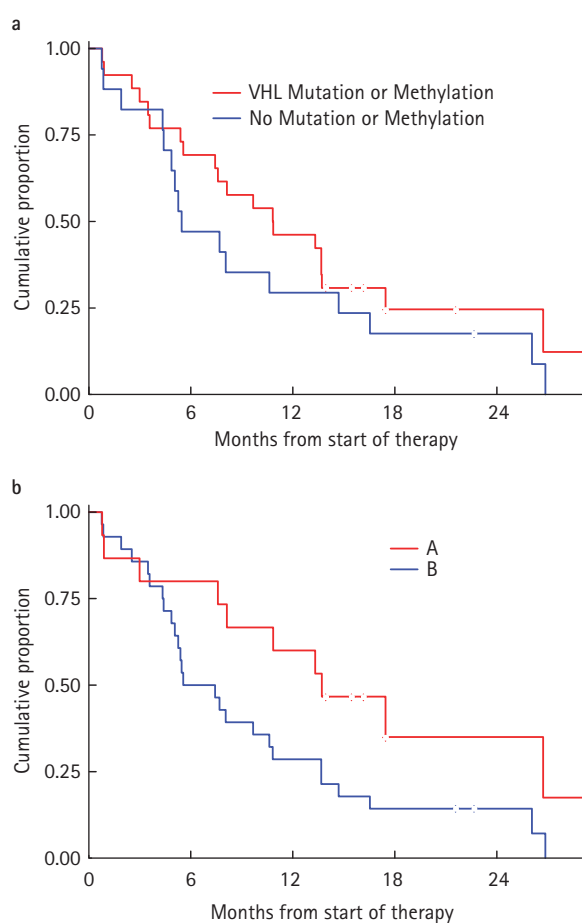 a
1.00
0.75
0.50
0.25
0.00
Cumulative proportion
VHL Mutation or Methylation
No Mutation or Methylation
0 6 12 18 24
Months from start of therapy
b
1.00
0.75
0.50
0.25
0.00
Cumulative proportion
A
B
0 6 12 18 24
Months from start of therapy